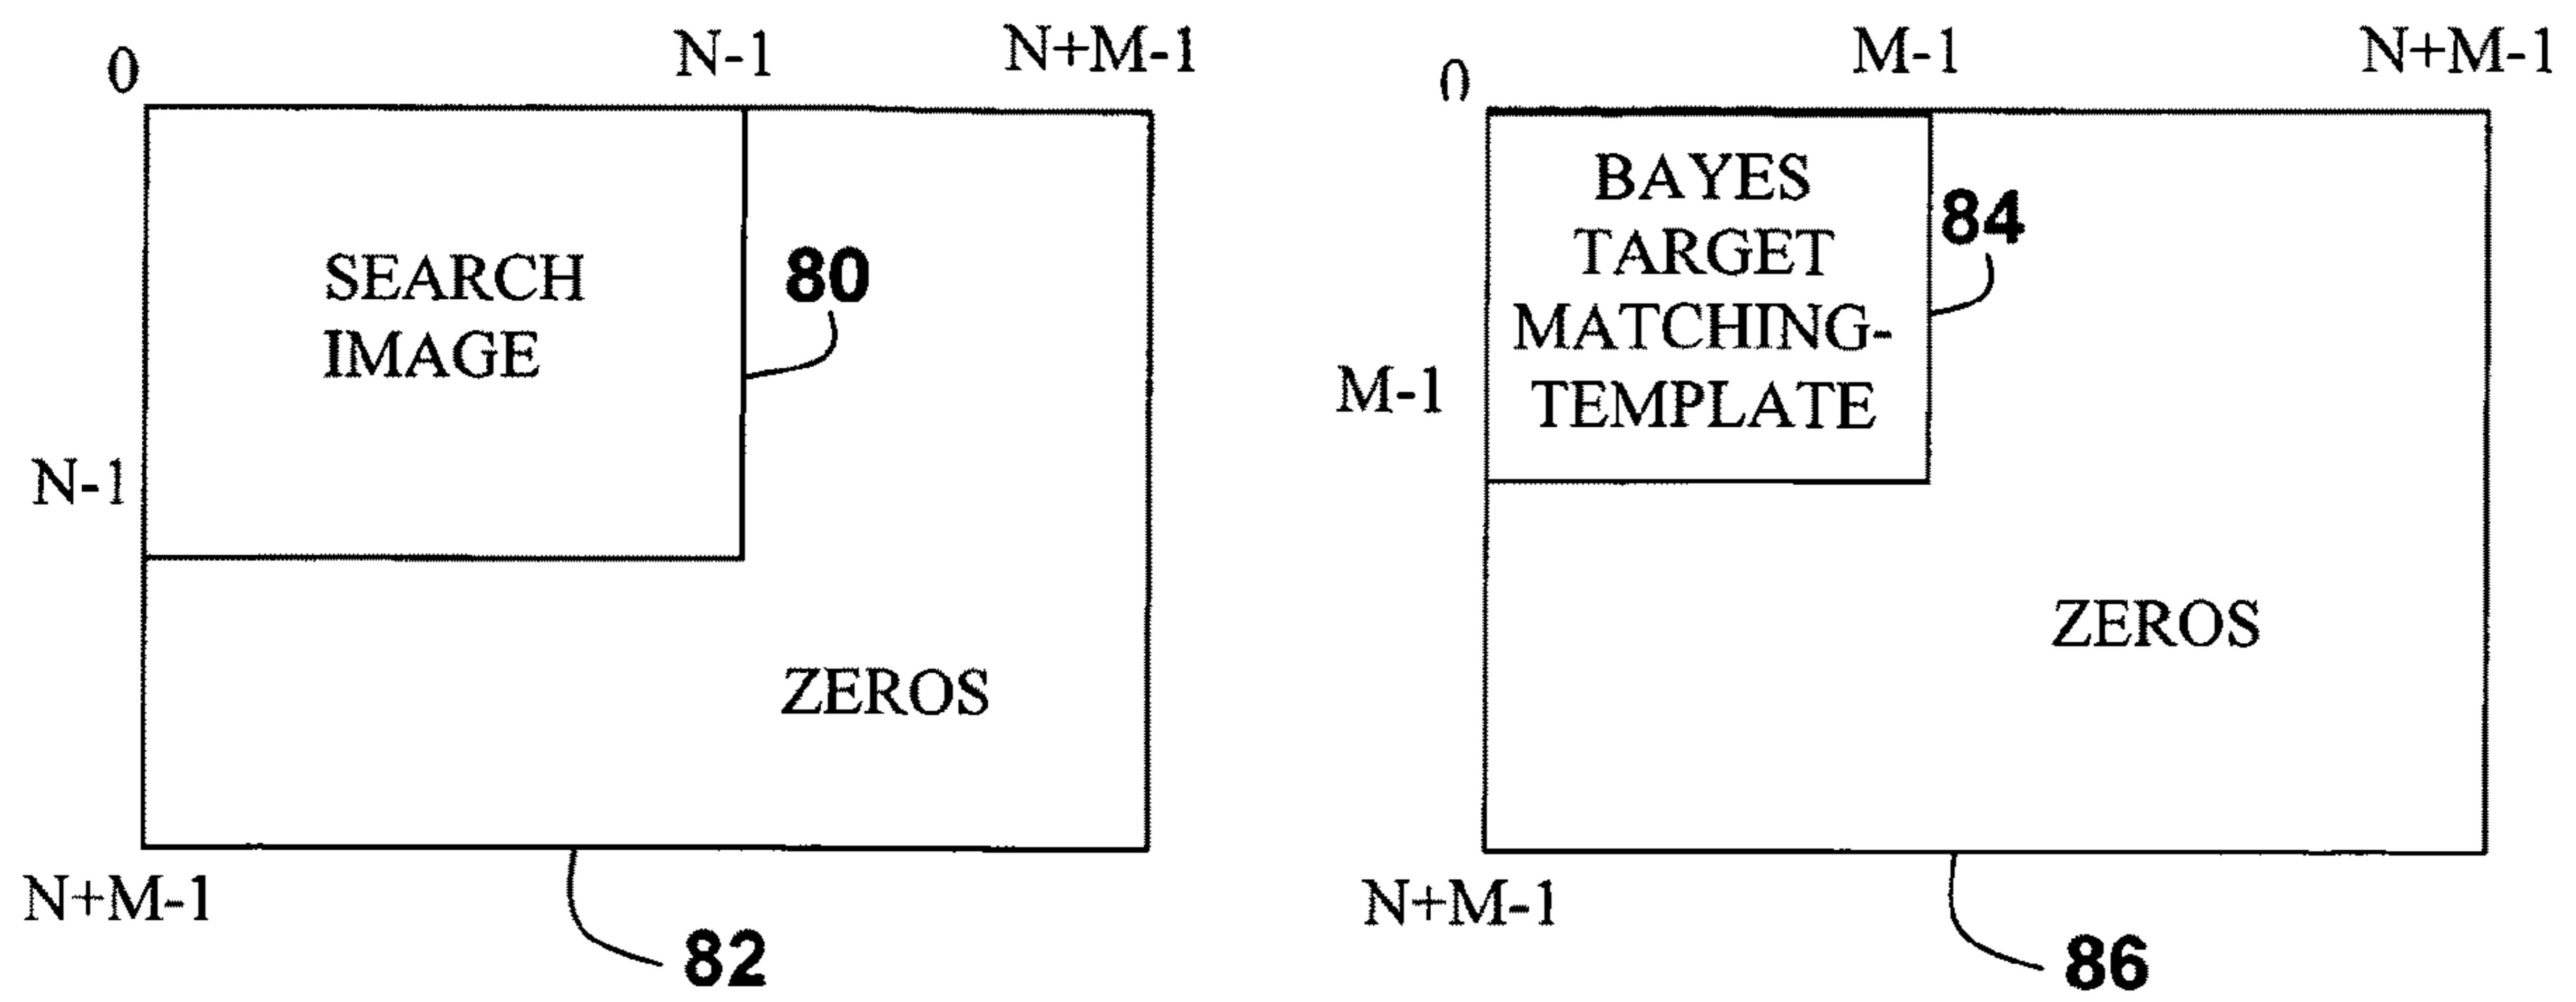 0
N-1
N+M-1
SEARCH
IMAGE
80
N-1
ZEROS
N+M-1
82
0
M-1
N+M-1
BAYES
TARGET
MATCHING-
TEMPLATE
84
M-1
ZEROS
N+M-1
86